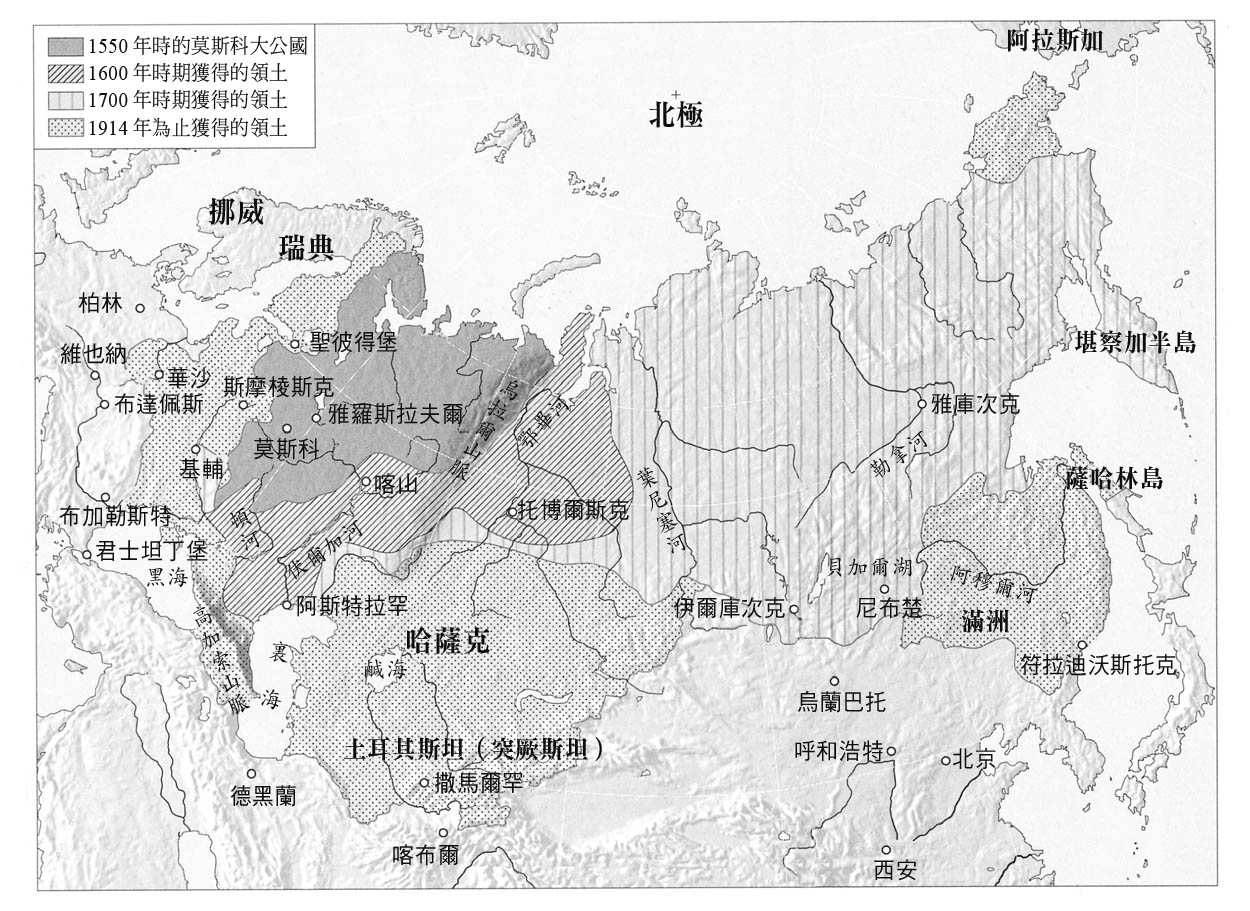 1550 年時的莫斯科大公國
1600 年時期獲得的領土
1700 年時期獲得的領土
1914 年為止獲得的領土
阿拉斯加
北極
挪威
瑞典
柏林
聖彼得堡
維也納
華沙
斯摩棱斯克
布達佩斯
雅羅斯拉夫爾
莫斯科
基輔
喀山
烏拉爾山脈
鄂畢河
堪察加半島
雅庫次克
勒拿河
薩哈林島
葉尼塞河
托博爾斯克
布加勒斯特
頓河
伏爾加河
君士坦丁堡
黑海
阿斯特拉罕
貝加爾湖
阿穆爾河
伊爾庫次克
尼布楚
滿洲
高加索山脈
裏海
哈薩克
鹹海
符拉迪沃斯托克
烏蘭巴托
土耳其斯坦（突厥斯坦）
呼和浩特
北京
撒馬爾罕
德黑蘭
喀布爾
西安